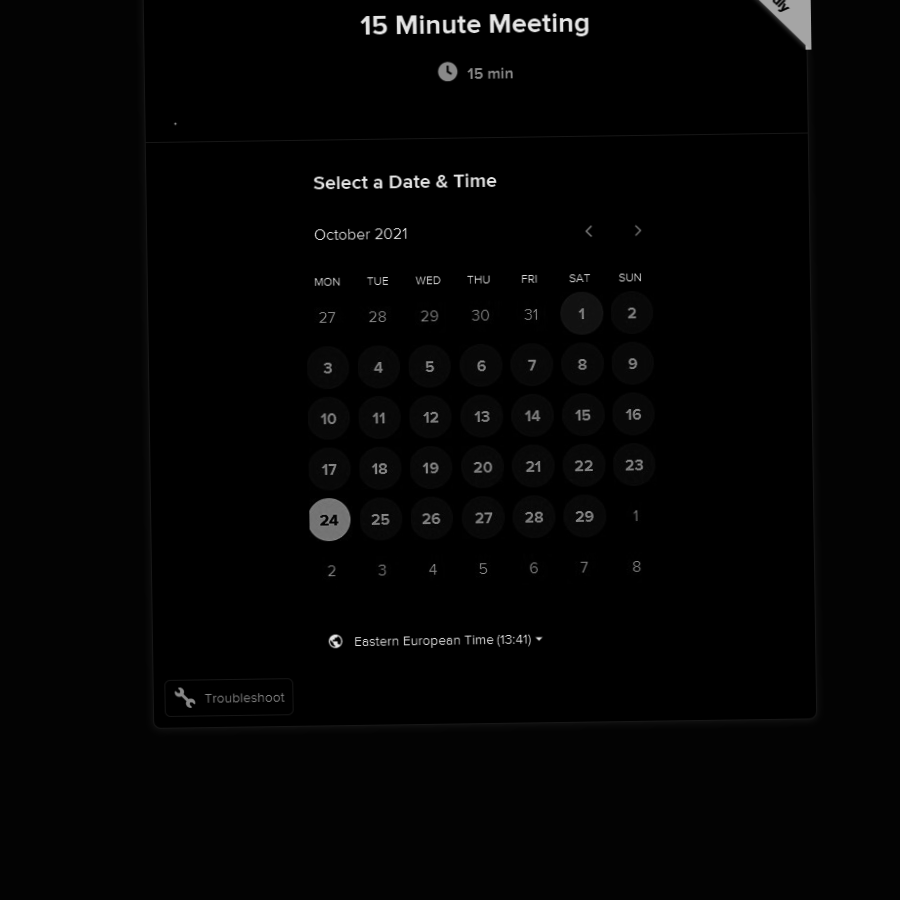 15 Minute Meeting
15 min
Select a Date & Time
October 2021
MON TUE WED THU FRI SAT SUN
27 28 29 30 31 1 2
3 4 5 6 7 8 9
10 11 12 13 14 15 16
17 18 19 20 21 22 23
24 25 26 27 28 29 1
2 3 4 5 6 7 8
Eastern European Time (13:41)
Troubleshoot